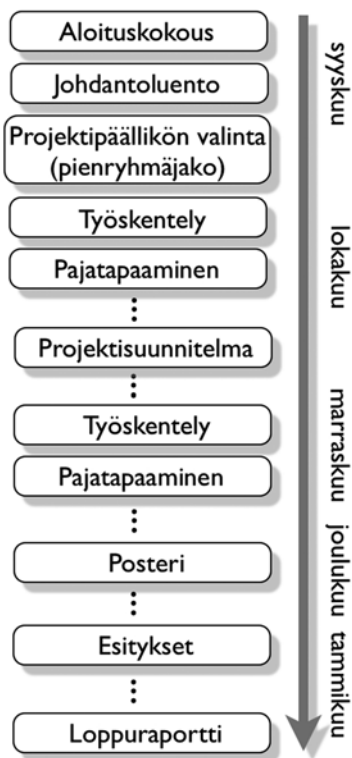 Aloituskokous
Johdantoluento
Projektipäällikön valinta
(pienryhmäjako)
Työskentely
Pajatapaaminen
Projektisuunnitelma
Työskentely
Pajatapaaminen
Posteri
Esitykset
Loppuraportti
syyskuu
lokakuu
marraskuu
joulukuu
tammikuu